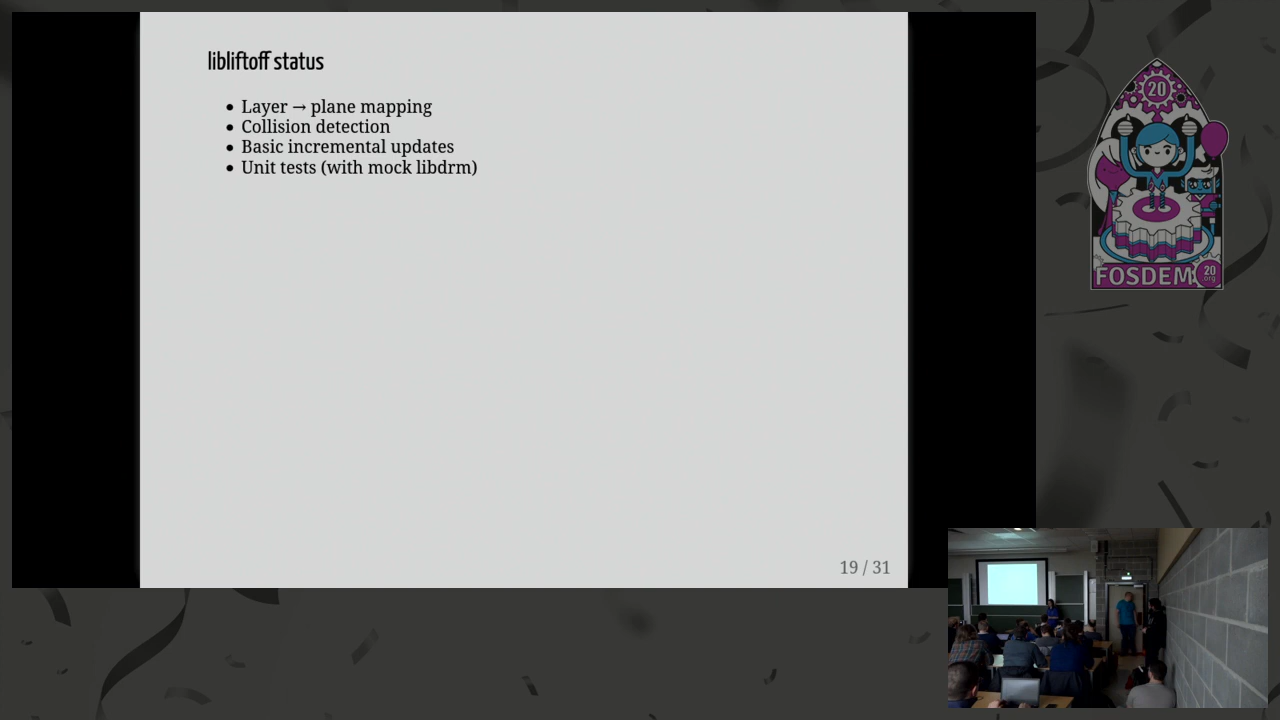 libliftoff status
Layer → plane mapping
Collision detection
Basic incremental updates
Unit tests (with mock libdrm)
19 / 31
20
FOSDEM
20
.org